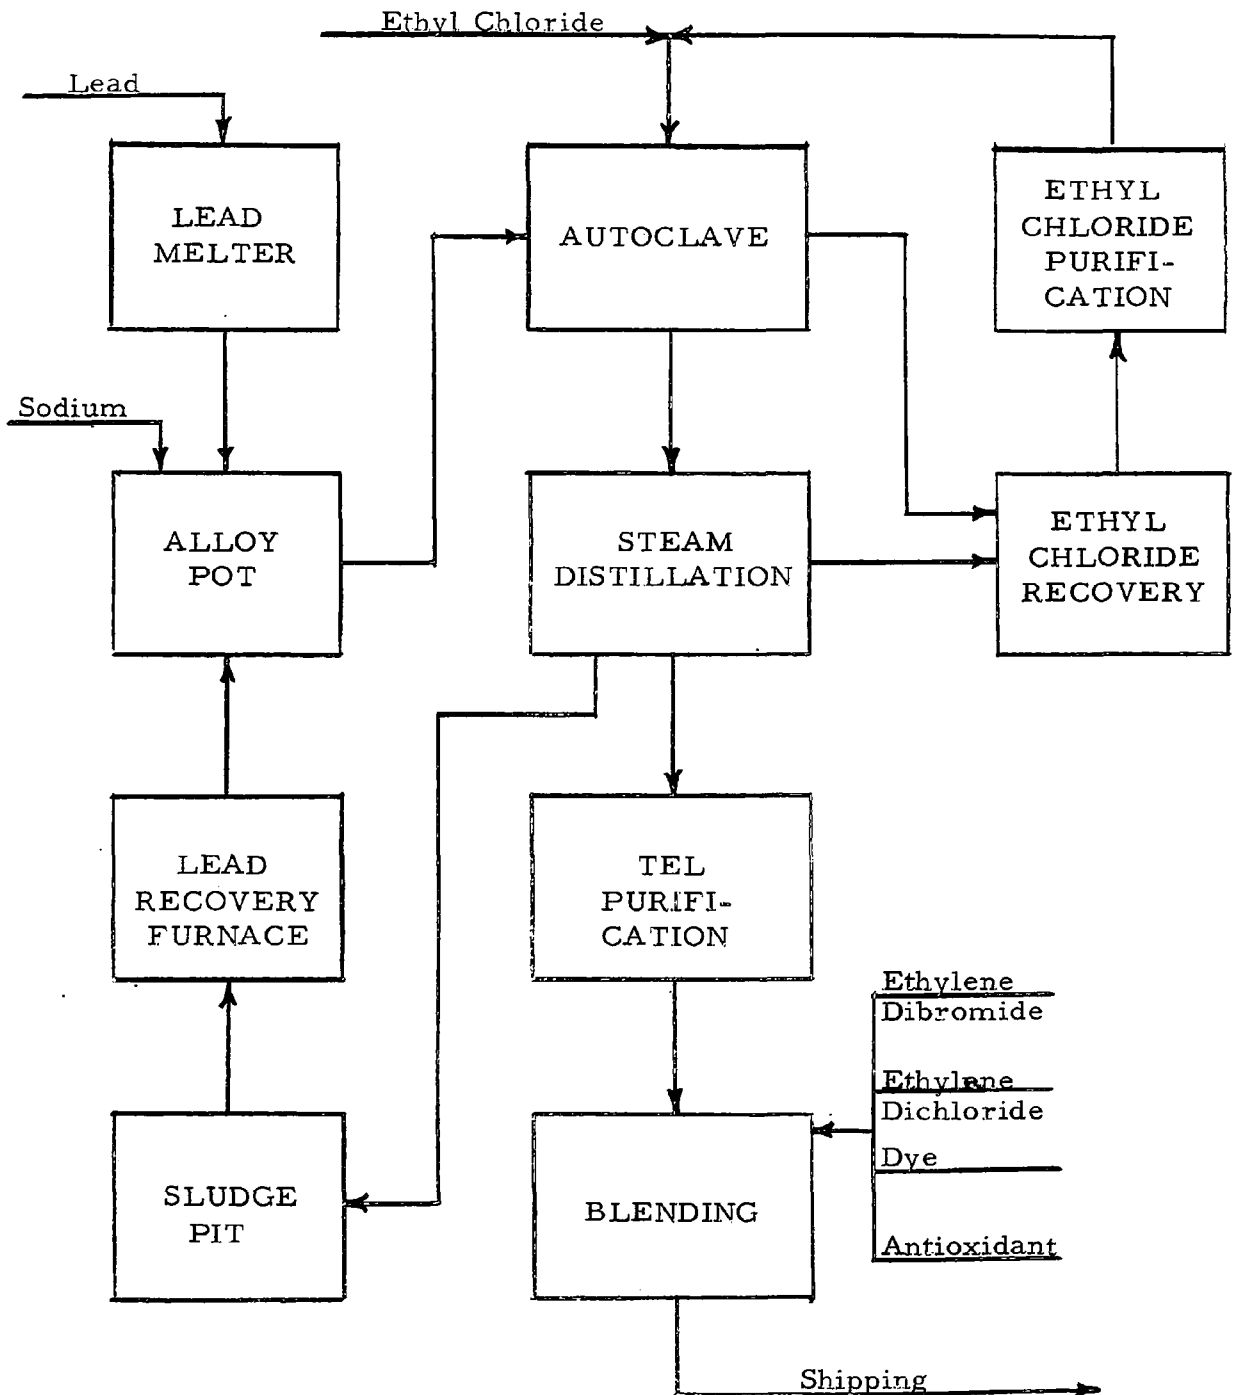 Ethyl Chloride
Lead
LEAD
MELTER
AUTOCLAVE
ETHYL
CHLORIDE
PURIFI-
CATION
Sodium
ALLOY
POT
STEAM
DISTILLATION
ETHYL
CHLORIDE
RECOVERY
LEAD
RECOVERY
FURNACE
TEL
PURIFI-
CATION
Ethylene
Dibromide
Ethylene
Dichloride
Dye
Antioxidant
SLUDGE
PIT
BLENDING
Shipping